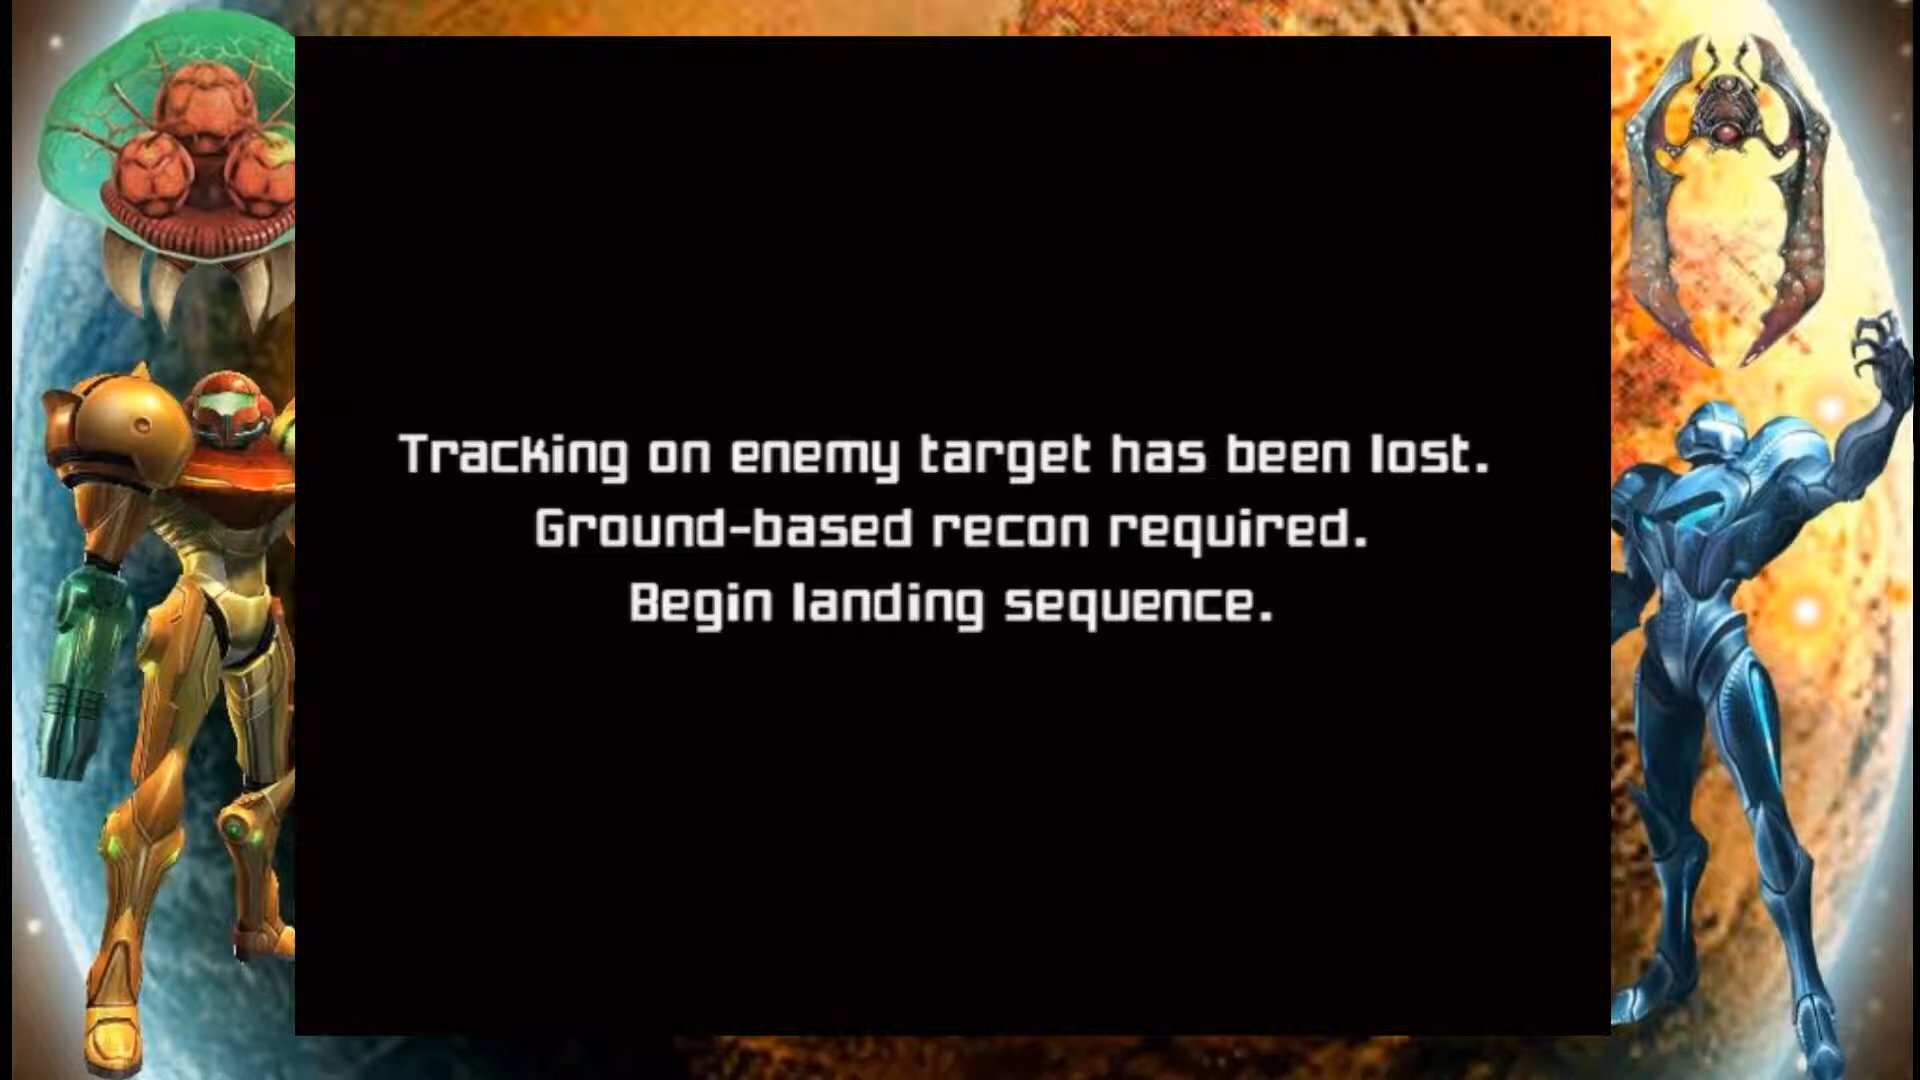 Tracking on enemy target has been lost.
Ground-based recon required.
Begin landing sequence.